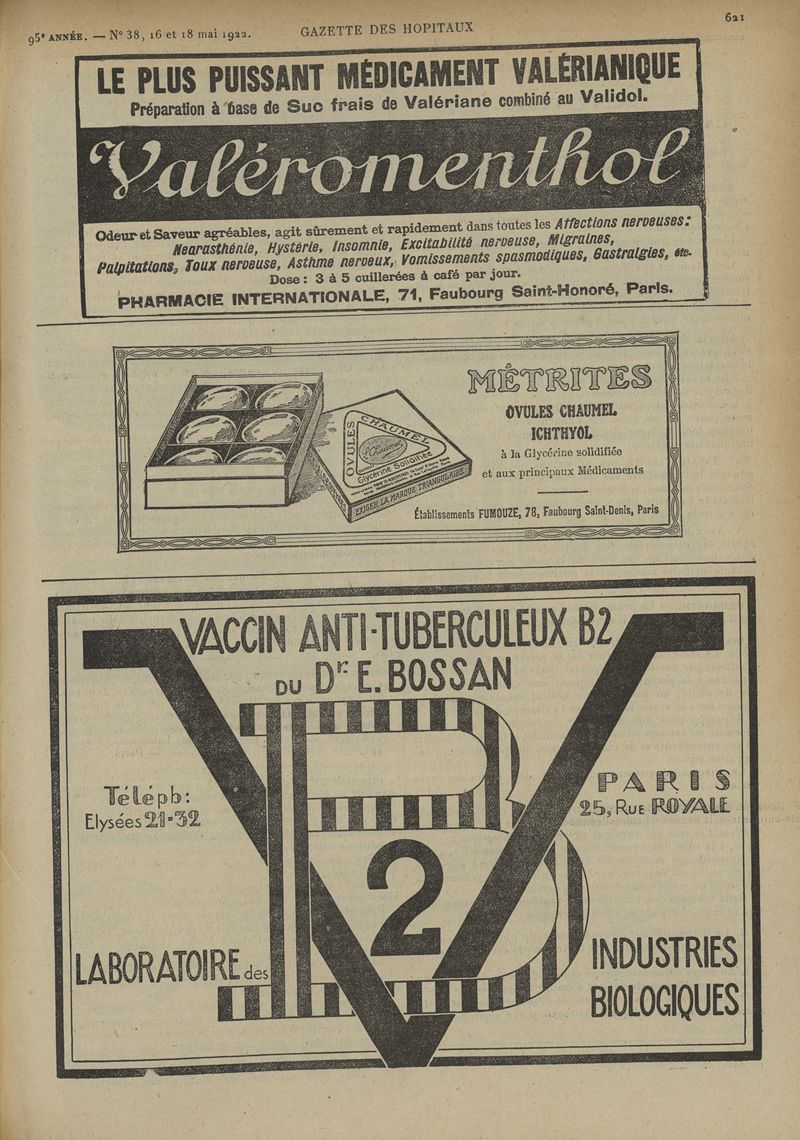 95e ANNÉE. — No 38, 16 et 18 mai 1922.
GAZETTE DES HOPITAUX
621
LE PLUS PUISSANT MÉDICAMENT VALÉRIANIQUE
Préparation à base de Suc frais de Valériane combiné au Validol.
Valéromenthol
Odeur et Saveur agréables, agit sûrement et rapidement dans toutes les Affections nerveuses:
Nearasthénie, Hystérie, Insomnie, Excitabilité nerveuse, Migraines,
Palpitations, Toux nerveuse, Asthme nerveux, Vomissements spasmodiques, Gastralgies, etc.
Dose: 3 à 5 cuillerées à café par jour.
PHARMACIE INTERNATIONALE, 71, Faubourg Saint-Honoré, Paris.
MÉTRITES
OVULES CHAUMEL
ICHTHYOL
à la Glycérine solidifiée
et aux principaux Médicaments
Établissements FUMOUZE, 78, Faubourg Saint-Denis, Paris
OVULES CHAUMEL
Glycérine Solidifiée
EXIGER LA MARQUE TRIANGULAIRE
VACCIN ANTI-TUBERCULEUX B2
DU Dr E. BOSSAN
Téléph:
Elysées 21-32
PARIS
25, RUE ROYALE
BV
2
LABORATOIRE des
INDUSTRIES
BIOLOGIQUES